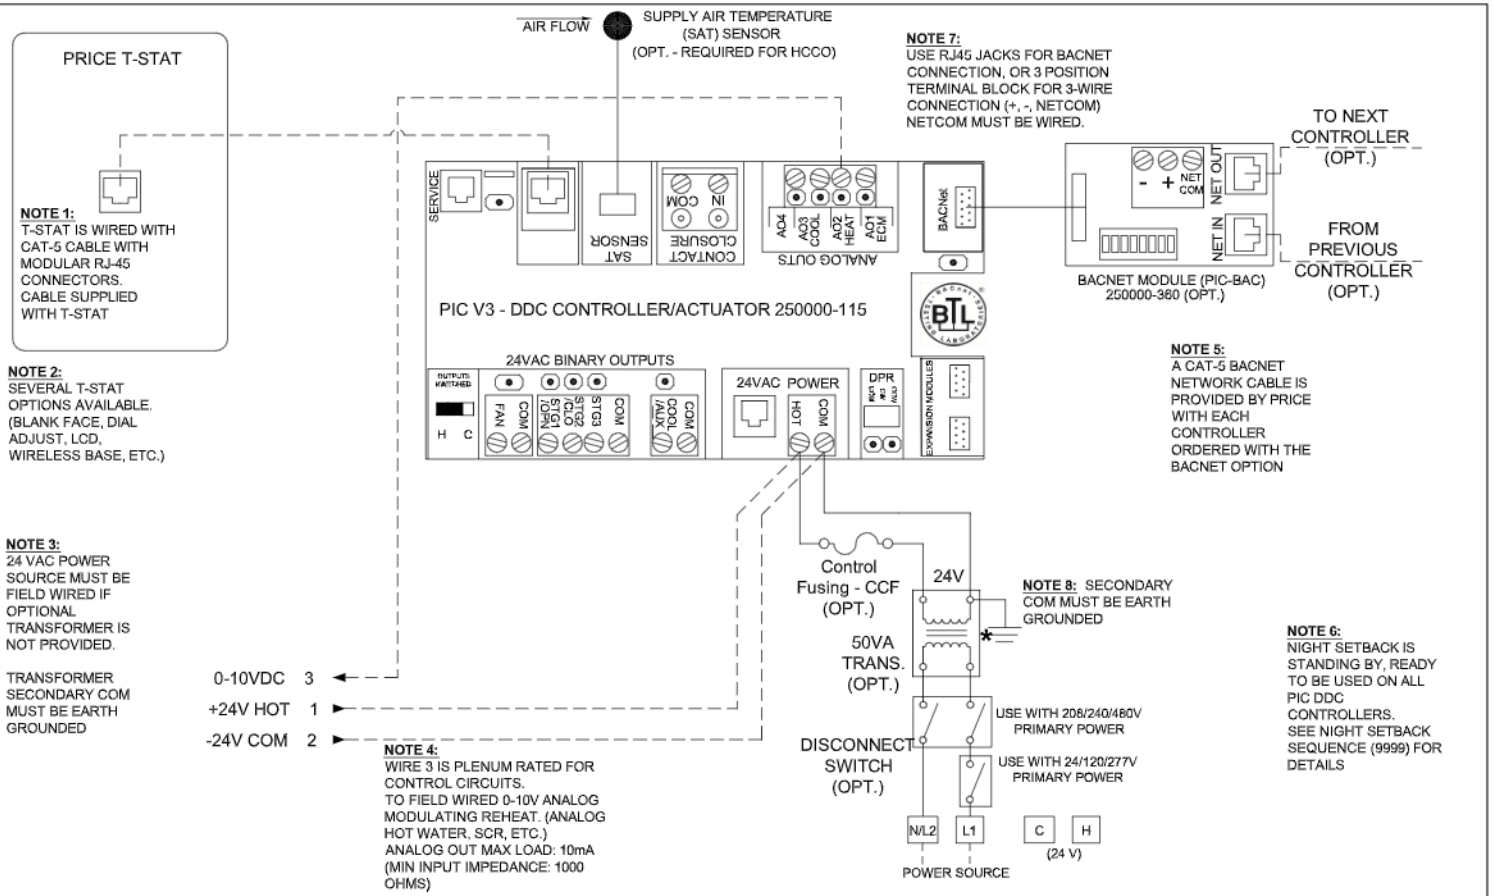 AIR FLOW
SUPPLY AIR TEMPERATURE
(SAT) SENSOR
(OPT. - REQUIRED FOR HCCO)
PRICE T-STAT
NOTE 1:
T-STAT IS WIRED WITH
CAT-5 CABLE WITH
MODULAR RJ-45
CONNECTORS.
CABLE SUPPLIED
WITH T-STAT
NOTE 2:
SEVERAL T-STAT
OPTIONS AVAILABLE.
(BLANK FACE, DIAL
ADJUST, LCD,
WIRELESS BASE, ETC.)
NOTE 3:
24 VAC POWER
SOURCE MUST BE
FIELD WIRED IF
OPTIONAL
TRANSFORMER IS
NOT PROVIDED.
TRANSFORMER
SECONDARY COM
MUST BE EARTH
GROUNDED
NOTE 7:
USE RJ45 JACKS FOR BACNET
CONNECTION, OR 3 POSITION
TERMINAL BLOCK FOR 3-WIRE
CONNECTION (+, -, NETCOM)
NETCOM MUST BE WIRED.
TO NEXT
CONTROLLER
(OPT.)
FROM
PREVIOUS
CONTROLLER
(OPT.)
- + NET
COM
NET OUT
NET IN
BACNET MODULE (PIC-BAC)
250000-360 (OPT.)
SERVICE
SAT
SENSOR
COM IN
CONTACT
CLOSURE
AO4
AO3
COOL
AO2
HEAT
AO1
ECM
ANALOG OUTS
BACNet
PIC V3 - DDC CONTROLLER/ACTUATOR 250000-115
BTL
24VAC BINARY OUTPUTS
OUTPUTS
H C
FAN
COM
STG1
/OPN
STG2
/CLO
STG3
COM
COOL
/AUX
COM
24VAC POWER
HOT
COM
DPR
EXPANSION MODULES
NOTE 5:
A CAT-5 BACNET
NETWORK CABLE IS
PROVIDED BY PRICE
WITH EACH
CONTROLLER
ORDERED WITH THE
BACNET OPTION
Control
Fusing - CCF
(OPT.)
24V
NOTE 8: SECONDARY
COM MUST BE EARTH
GROUNDED
*
50VA
TRANS.
(OPT.)
NOTE 6:
NIGHT SETBACK IS
STANDING BY, READY
TO BE USED ON ALL
PIC DDC
CONTROLLERS.
SEE NIGHT SETBACK
SEQUENCE (9999) FOR
DETAILS
0-10VDC 3
+24V HOT 1
-24V COM 2
NOTE 4:
WIRE 3 IS PLENUM RATED FOR
CONTROL CIRCUITS.
TO FIELD WIRED 0-10V ANALOG
MODULATING REHEAT. (ANALOG
HOT WATER, SCR, ETC.)
ANALOG OUT MAX LOAD: 10mA
(MIN INPUT IMPEDANCE: 1000
OHMS)
DISCONNECT
SWITCH
(OPT.)
USE WITH 208/240/480V
PRIMARY POWER
USE WITH 24/120/277V
PRIMARY POWER
N/L2 L1 C H
(24 V)
POWER SOURCE